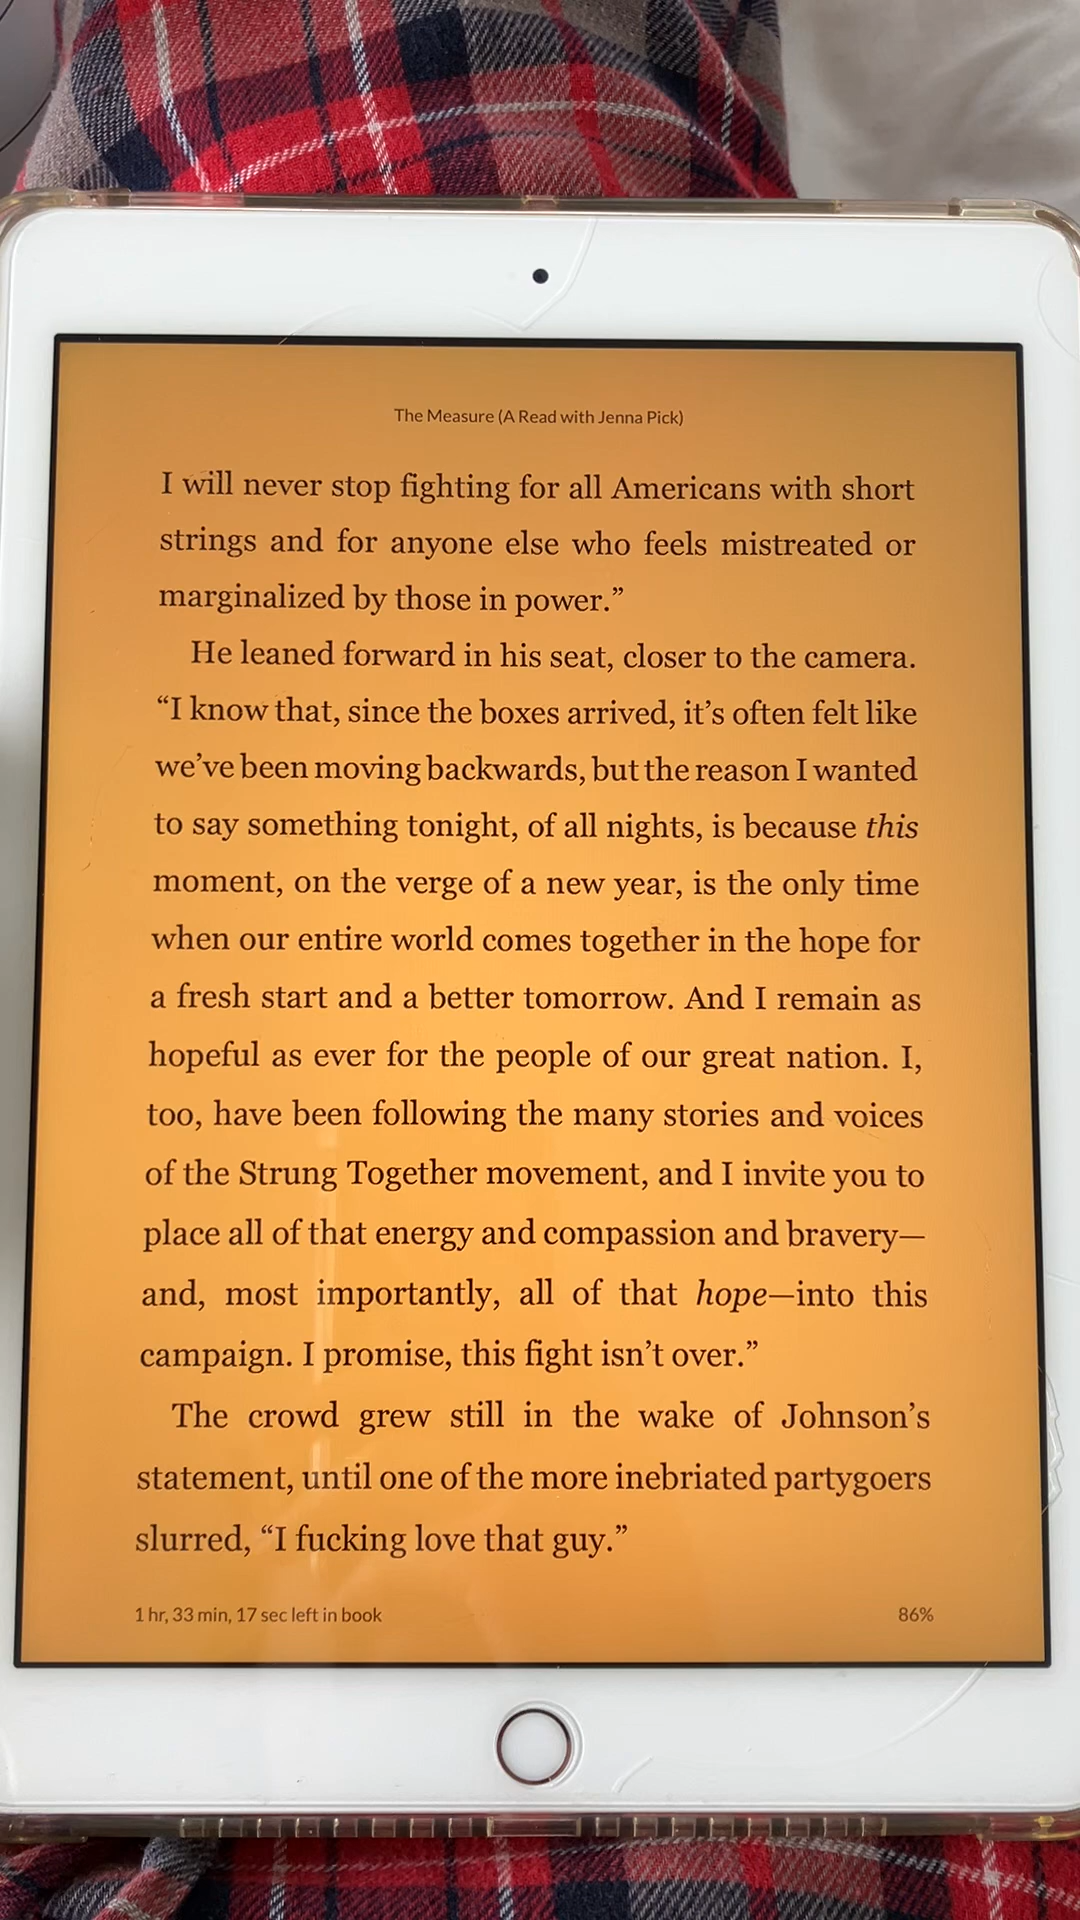 The Measure (A Read with Jenna Pick)
I will never stop fighting for all Americans with short
strings and for anyone else who feels mistreated or
marginalized by those in power.”
He leaned forward in his seat, closer to the camera.
“I know that, since the boxes arrived, it’s often felt like
we’ve been moving backwards, but the reason I wanted
to say something tonight, of all nights, is because this
moment, on the verge of a new year, is the only time
when our entire world comes together in the hope for
a fresh start and a better tomorrow. And I remain as
hopeful as ever for the people of our great nation. I,
too, have been following the many stories and voices
of the Strung Together movement, and I invite you to
place all of that energy and compassion and bravery—
and, most importantly, all of that hope—into this
campaign. I promise, this fight isn’t over.”
The crowd grew still in the wake of Johnson’s
statement, until one of the more inebriated partygoers
slurred, “I fucking love that guy.”
1 hr, 33 min, 17 sec left in book
86%